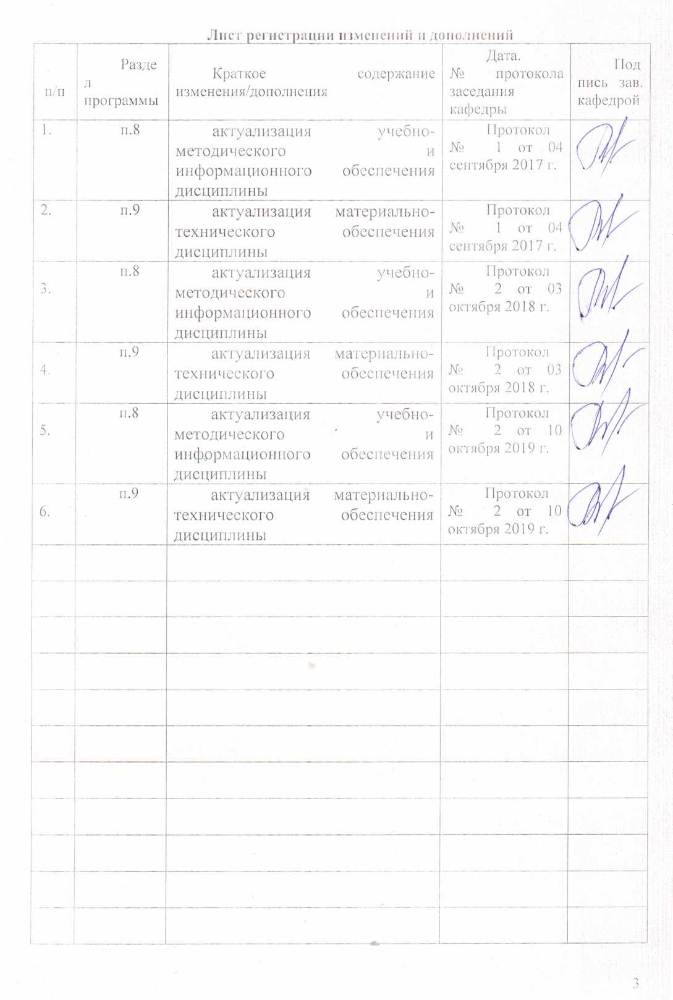 Лист регистрации изменений и дополнений
п/п
Разде
л
программы
Краткое содержание
изменения/дополнения
Дата.
№ протокола
заседания
кафедры
Под
пись зав.
кафедрой
1.
п.8
актуализация учебно-
методического и
информационного обеспечения
дисциплины
Протокол
№ 1 от 04
сентября 2017 г.
2.
п.9
актуализация материально-
технического обеспечения
дисциплины
Протокол
№ 1 от 04
сентября 2017 г.
3.
п.8
актуализация учебно-
методического и
информационного обеспечения
дисциплины
Протокол
№ 2 от 03
октября 2018 г.
4.
п.9
актуализация материально-
технического обеспечения
дисциплины
Протокол
№ 2 от 03
октября 2018 г.
5.
п.8
актуализация учебно-
методического и
информационного обеспечения
дисциплины
Протокол
№ 2 от 10
октября 2019 г.
6.
п.9
актуализация материально-
технического обеспечения
дисциплины
Протокол
№ 2 от 10
октября 2019 г.
3